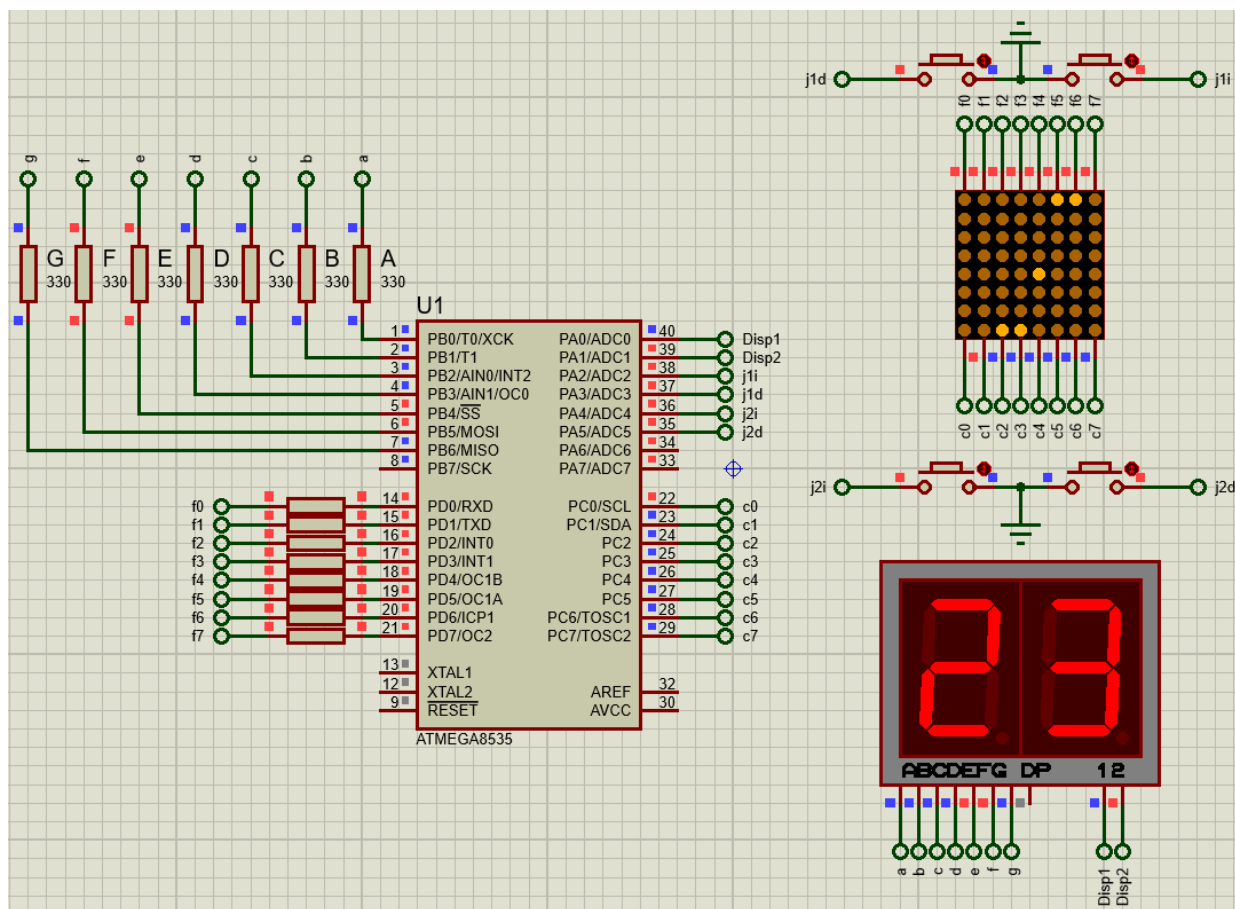 j1d
j1i
f0 f1 f2 f3 f4 f5 f6 f7
g f e d c b a
G F E D C B A
330 330 330 330 330 330 330
U1
1 PB0/T0/XCK PA0/ADC0 40 Disp1
2 PB1/T1 PA1/ADC1 39 Disp2
3 PB2/AIN0/INT2 PA2/ADC2 38 j1i
4 PB3/AIN1/OC0 PA3/ADC3 37 j1d
5 PB4/SS PA4/ADC4 36 j2i
6 PB5/MOSI PA5/ADC5 35 j2d
7 PB6/MISO PA6/ADC6 34
8 PB7/SCK PA7/ADC7 33
c0 c1 c2 c3 c4 c5 c6 c7
j2i
j2d
f0 14 PD0/RXD PC0/SCL 22 c0
f1 15 PD1/TXD PC1/SDA 23 c1
f2 16 PD2/INT0 PC2 24 c2
f3 17 PD3/INT1 PC3 25 c3
f4 18 PD4/OC1B PC4 26 c4
f5 19 PD5/OC1A PC5 27 c5
f6 20 PD6/ICP1 PC6/TOSC1 28 c6
f7 21 PD7/OC2 PC7/TOSC2 29 c7
13 XTAL1
12 XTAL2 AREF 32
9 RESET AVCC 30
ATMEGA8535
23
ABCDEFG DP 12
a b c d e f g Disp1 Disp2